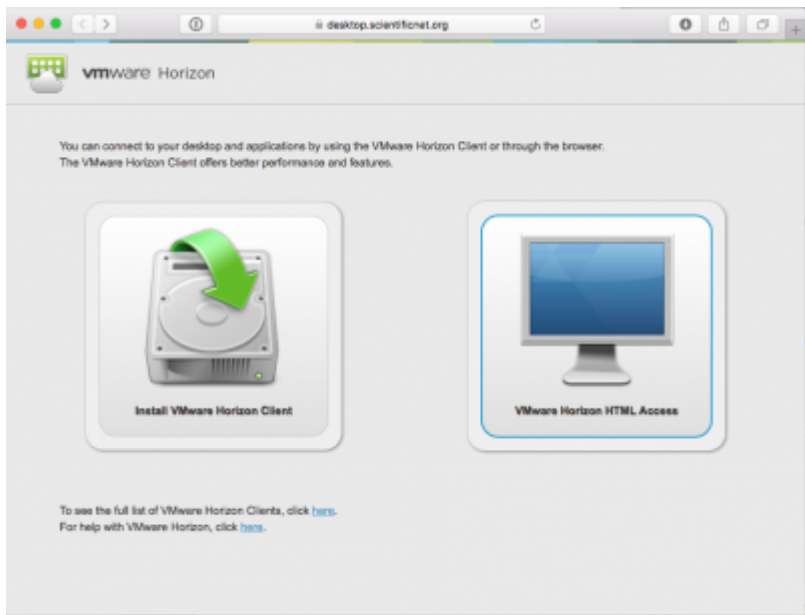 desktop.scientificnet.org
vmware Horizon
You can connect to your desktop and applications by using the VMware Horizon Client or through the browser.
The VMware Horizon Client offers better performance and features.
Install VMware Horizon Client
VMware Horizon HTML Access
To see the full list of VMware Horizon Clients, click here.
For help with VMware Horizon, click here.